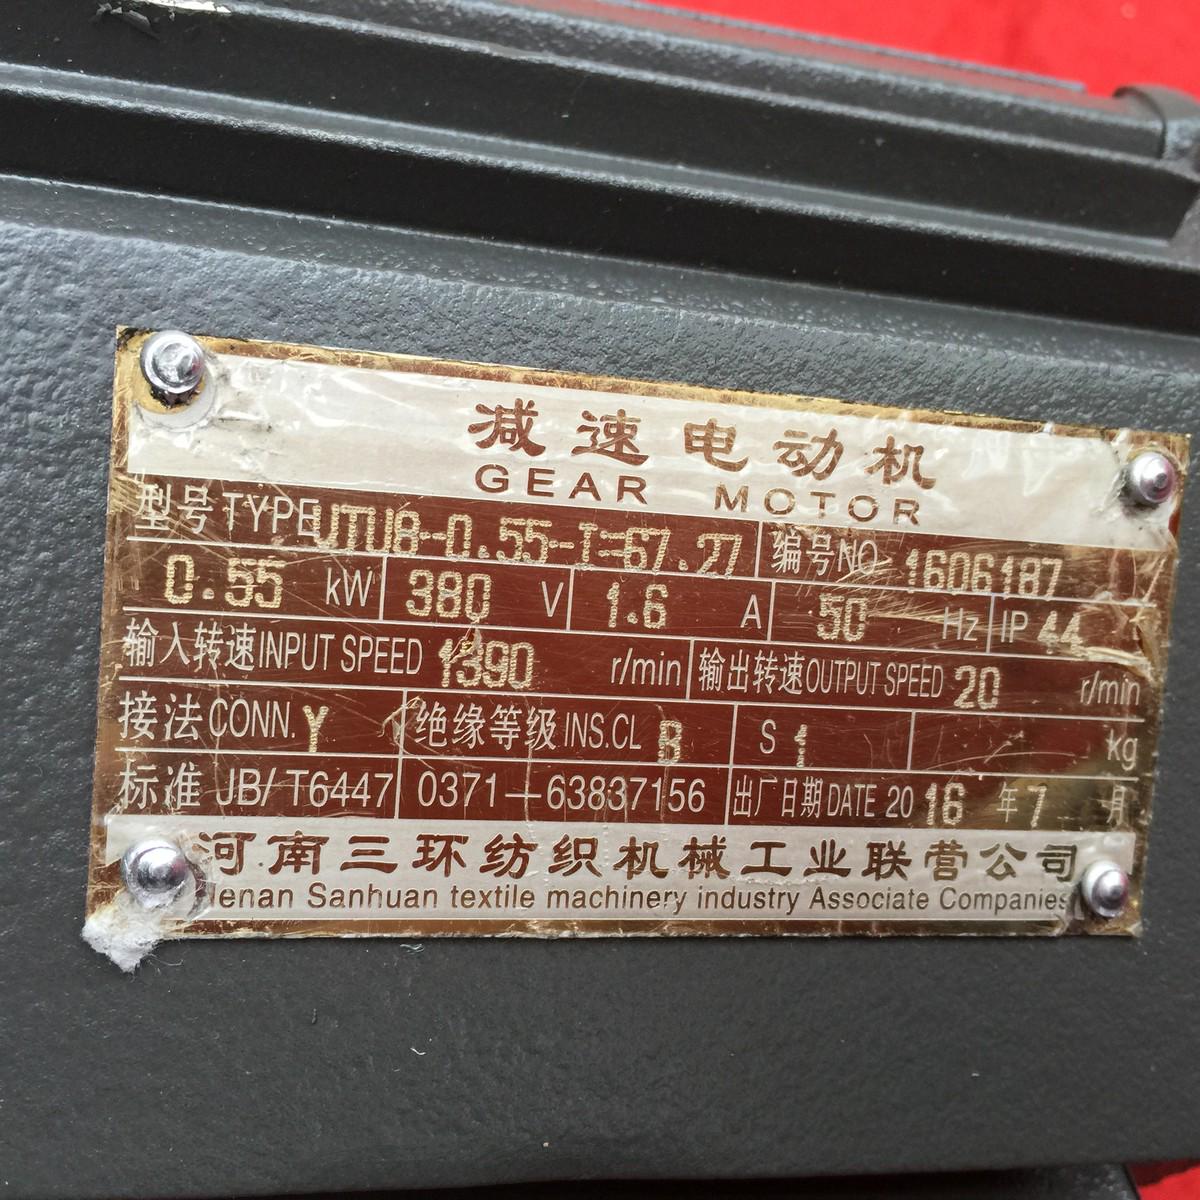 减速电动机
GEAR MOTOR
型号TYPE VTU8-0.55-I=67.27 编号NO 1606187
0.55 kW 380 V 1.6 A 50 Hz IP 44
输入转速INPUT SPEED 1390 r/min 输出转速OUTPUT SPEED 20 r/min
接法CONN. Y 绝缘等级INS.CL B S 1 kg
标准 JB/T6447 0371—63837156 出厂日期DATE 2016 年7 月
河南三环纺织机械工业联营公司
Henan Sanhuan textile machinery industry Associate Companies